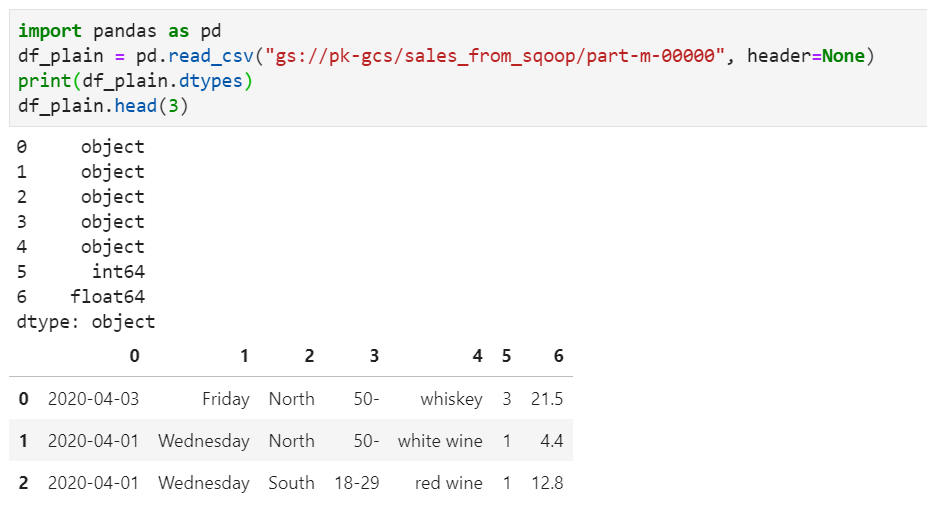 import pandas as pd
df_plain = pd.read_csv("gs://pk-gcs/sales_from_sqoop/part-m-00000", header=None)
print(df_plain.dtypes)
df_plain.head(3)
0 object
1 object
2 object
3 object
4 object
5 int64
6 float64
dtype: object
0 1 2 3 4 5 6
0 2020-04-03 Friday North 50- whiskey 3 21.5
1 2020-04-01 Wednesday North 50- white wine 1 4.4
2 2020-04-01 Wednesday South 18-29 red wine 1 12.8